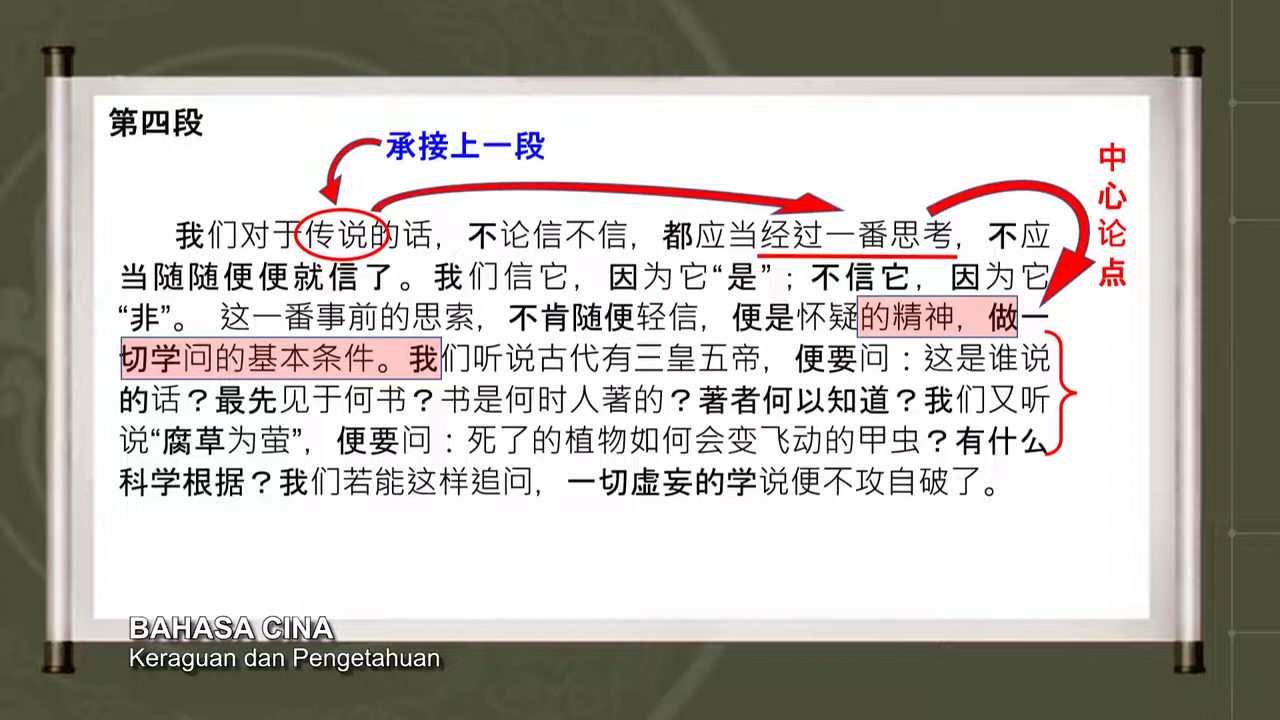 第四段
承接上一段
中心论点
我们对于传说的话，不论信不信，都应当经过一番思考，不应
当随随便便就信了。我们信它，因为它“是”；不信它，因为它
“非”。 这一番事前的思索，不肯随便轻信，便是怀疑的精神，做一
切学问的基本条件。我们听说古代有三皇五帝，便要问：这是谁说
的话？最先见于何书？书是何时人著的？著者何以知道？我们又听
说“腐草为萤”，便要问：死了的植物如何会变飞动的甲虫？有什么
科学根据？我们若能这样追问，一切虚妄的学说便不攻自破了。
BAHASA CINA
Keraguan dan Pengetahuan